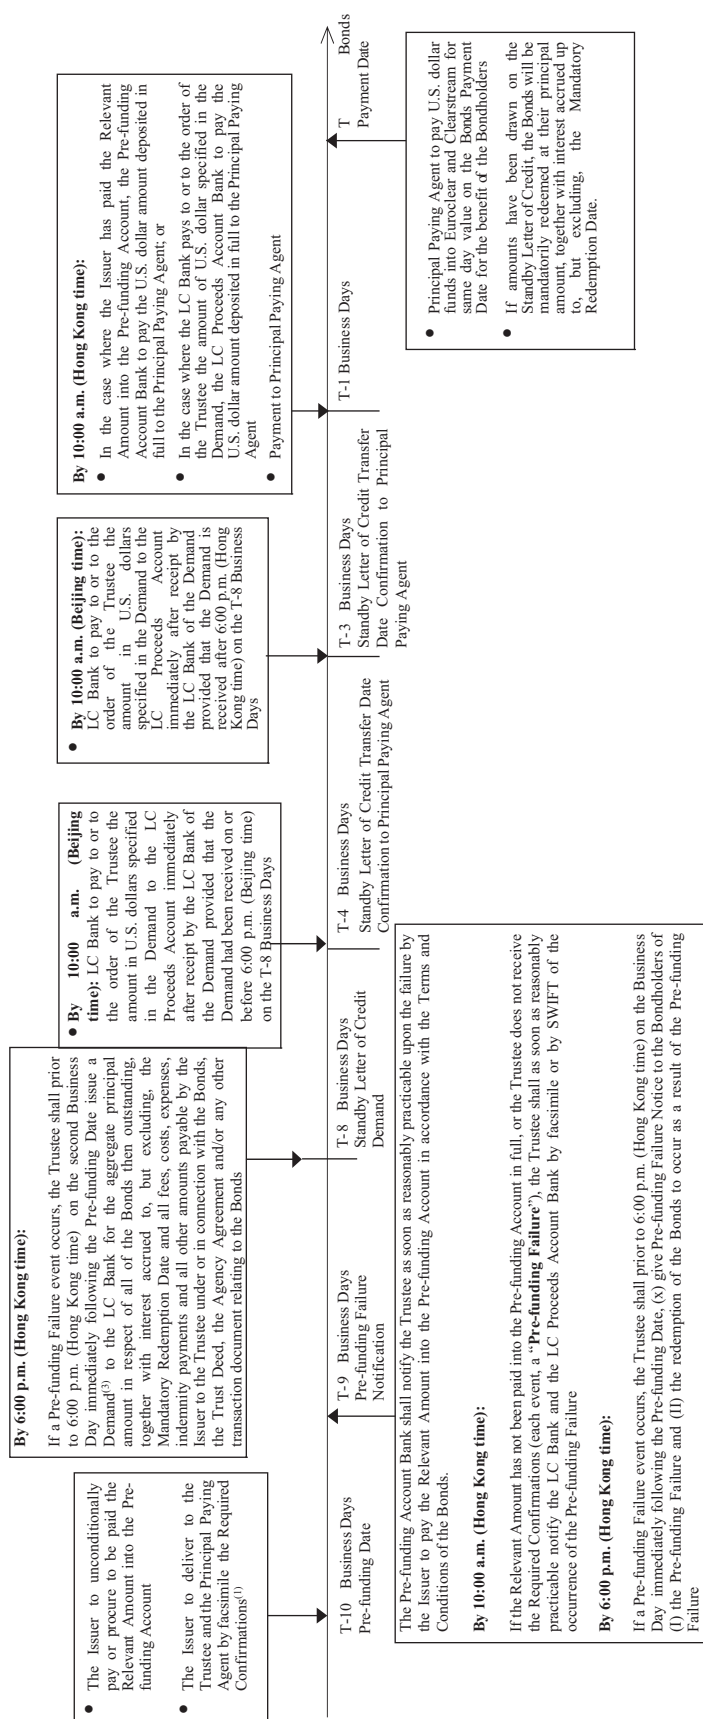 ● The Issuer to unconditionally
pay or procure to be paid the
Relevant Amount into the Pre-
funding Account
● The Issuer to deliver to the
Trustee and the Principal Paying
Agent by facsimile the Required
Confirmations(1)
By 6:00 p.m. (Hong Kong time):
If a Pre-funding Failure event occurs, the Trustee shall prior
to 6:00 p.m. (Hong Kong time) on the second Business
Day immediately following the Pre-funding Date issue a
Demand(3) to the LC Bank for the aggregate principal
amount in respect of all of the Bonds then outstanding,
together with interest accrued to, but excluding, the
Mandatory Redemption Date and all fees, costs, expenses,
indemnity payments and all other amounts payable by the
Issuer to the Trustee under or in connection with the Bonds,
the Trust Deed, the Agency Agreement and/or any other
transaction document relating to the Bonds
● By 10:00 a.m. (Beijing
time): LC Bank to pay to or to
the order of the Trustee the
amount in U.S. dollars specified
in the Demand to the LC
Proceeds Account immediately
after receipt by the LC Bank of
the Demand provided that the
Demand had been received on or
before 6:00 p.m. (Beijing time)
on the T-8 Business Days
● By 10:00 a.m. (Beijing time):
LC Bank to pay to or to the
order of the Trustee the
amount in U.S. dollars
specified in the Demand to the
LC Proceeds Account
immediately after receipt by
the LC Bank of the Demand
provided that the Demand is
received after 6:00 p.m. (Hong
Kong time) on the T-8 Business
Days
By 10:00 a.m. (Hong Kong time):
● In the case where the Issuer has paid the Relevant
Amount into the Pre-funding Account, the Pre-funding
Account Bank to pay the U.S. dollar amount deposited in
full to the Principal Paying Agent; or
● In the case where the LC Bank pays to or to the order of
the Trustee the amount of U.S. dollar specified in the
Demand, the LC Proceeds Account Bank to pay the
U.S. dollar amount deposited in full to the Principal Paying
Agent
● Payment to Principal Paying Agent
T-10 Business Days
Pre-funding Date
T-9 Business Days
Pre-funding Failure
Notification
T-8 Business Days
Standby Letter of Credit
Demand
T-4 Business Days
Standby Letter of Credit Transfer Date
Confirmation to Principal Paying Agent
T-3 Business Days
Standby Letter of Credit Transfer
Date Confirmation to Principal
Paying Agent
T-1 Business Days
T Bonds
Payment Date
The Pre-funding Account Bank shall notify the Trustee as soon as reasonably practicable upon the failure by
the Issuer to pay the Relevant Amount into the Pre-funding Account in accordance with the Terms and
Conditions of the Bonds.
By 10:00 a.m. (Hong Kong time):
If the Relevant Amount has not been paid into the Pre-funding Account in full, or the Trustee does not receive
the Required Confirmations (each event, a “Pre-funding Failure”), the Trustee shall as soon as reasonably
practicable notify the LC Bank and the LC Proceeds Account Bank by facsimile or by SWIFT of the
occurrence of the Pre-funding Failure
By 6:00 p.m. (Hong Kong time):
If a Pre-funding Failure event occurs, the Trustee shall prior to 6:00 p.m. (Hong Kong time) on the Business
Day immediately following the Pre-funding Date, (x) give Pre-funding Failure Notice to the Bondholders of
(I) the Pre-funding Failure and (II) the redemption of the Bonds to occur as a result of the Pre-funding
Failure
● Principal Paying Agent to pay U.S. dollar
funds into Euroclear and Clearstream for
same day value on the Bonds Payment
Date for the benefit of the Bondholders
● If amounts have been drawn on the
Standby Letter of Credit, the Bonds will be
mandatorily redeemed at their principal
amount, together with interest accrued up
to, but excluding, the Mandatory
Redemption Date.